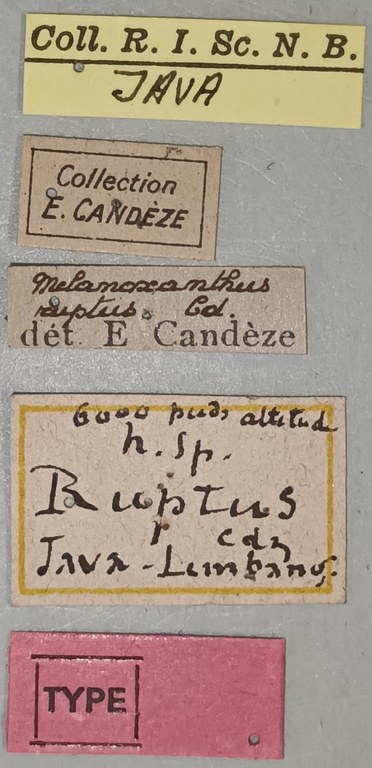 Coll. R. I. Sc. N. B.
JAVA
Collection
E. CANDÈZE
Melanoxanthus
ruptus. Cd.
dét. E Candèze
6000 pieds altitude
n. sp.
Ruptus
Cdz
Java - Lembang.
TYPE